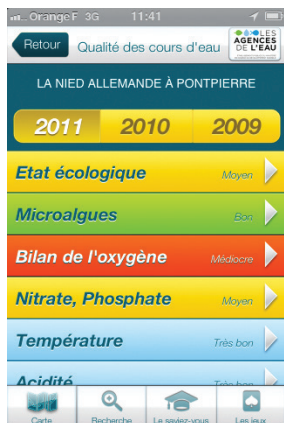 Orange F 3G 11:41
Retour Qualité des cours d'eau LES AGENCES DE L'EAU
LA NIED ALLEMANDE À PONTPIERRE
2011 2010 2009
Etat écologique Moyen
Microalgues Bon
Bilan de l'oxygène Médiocre
Nitrate, Phosphate Moyen
Température Très bon
Acidité Très bon
Carte Recherche Le saviez-vous Les jeux